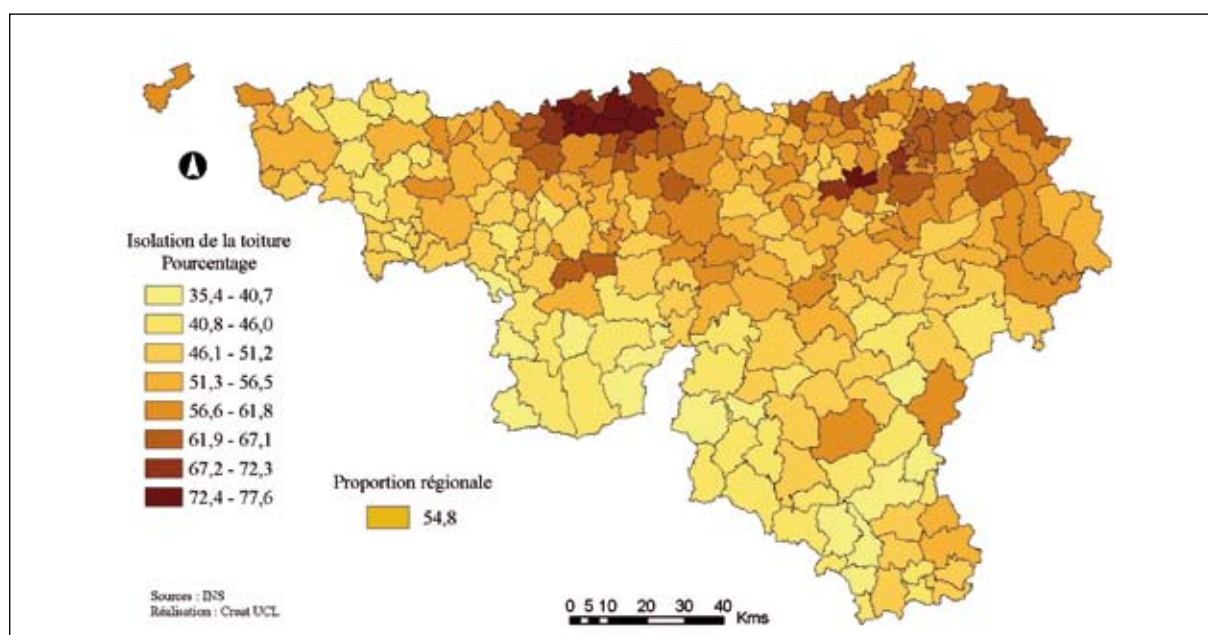 Isolation de la toiture
Pourcentage
35,4 - 40,7
40,8 - 46,0
46,1 - 51,2
51,3 - 56,5
56,6 - 61,8
61,9 - 67,1
67,2 - 72,3
72,4 - 77,6
Proportion régionale
54,8
Sources : INS
Réalisation : Creat UCL
0 5 10 20 30 40
Kms